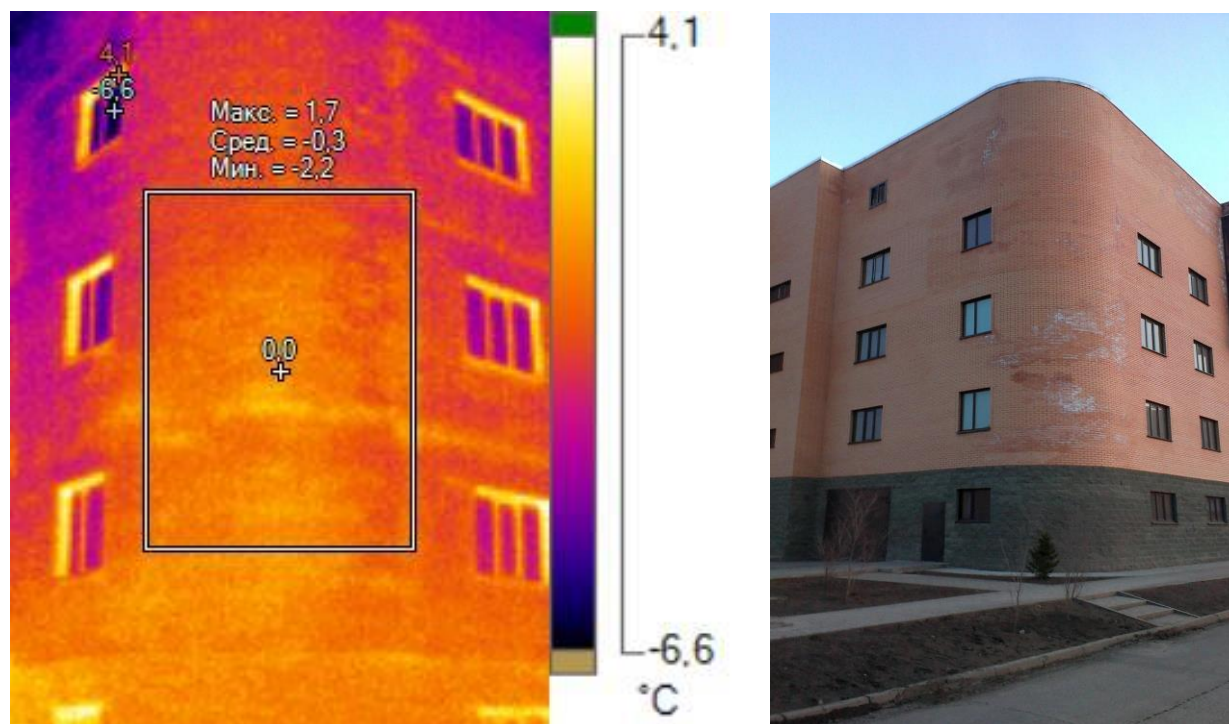 4,1
-6,6
Макс. = 1,7
Сред. = -0,3
Мин. = -2,2
0,0
4,1
-6,6
°C